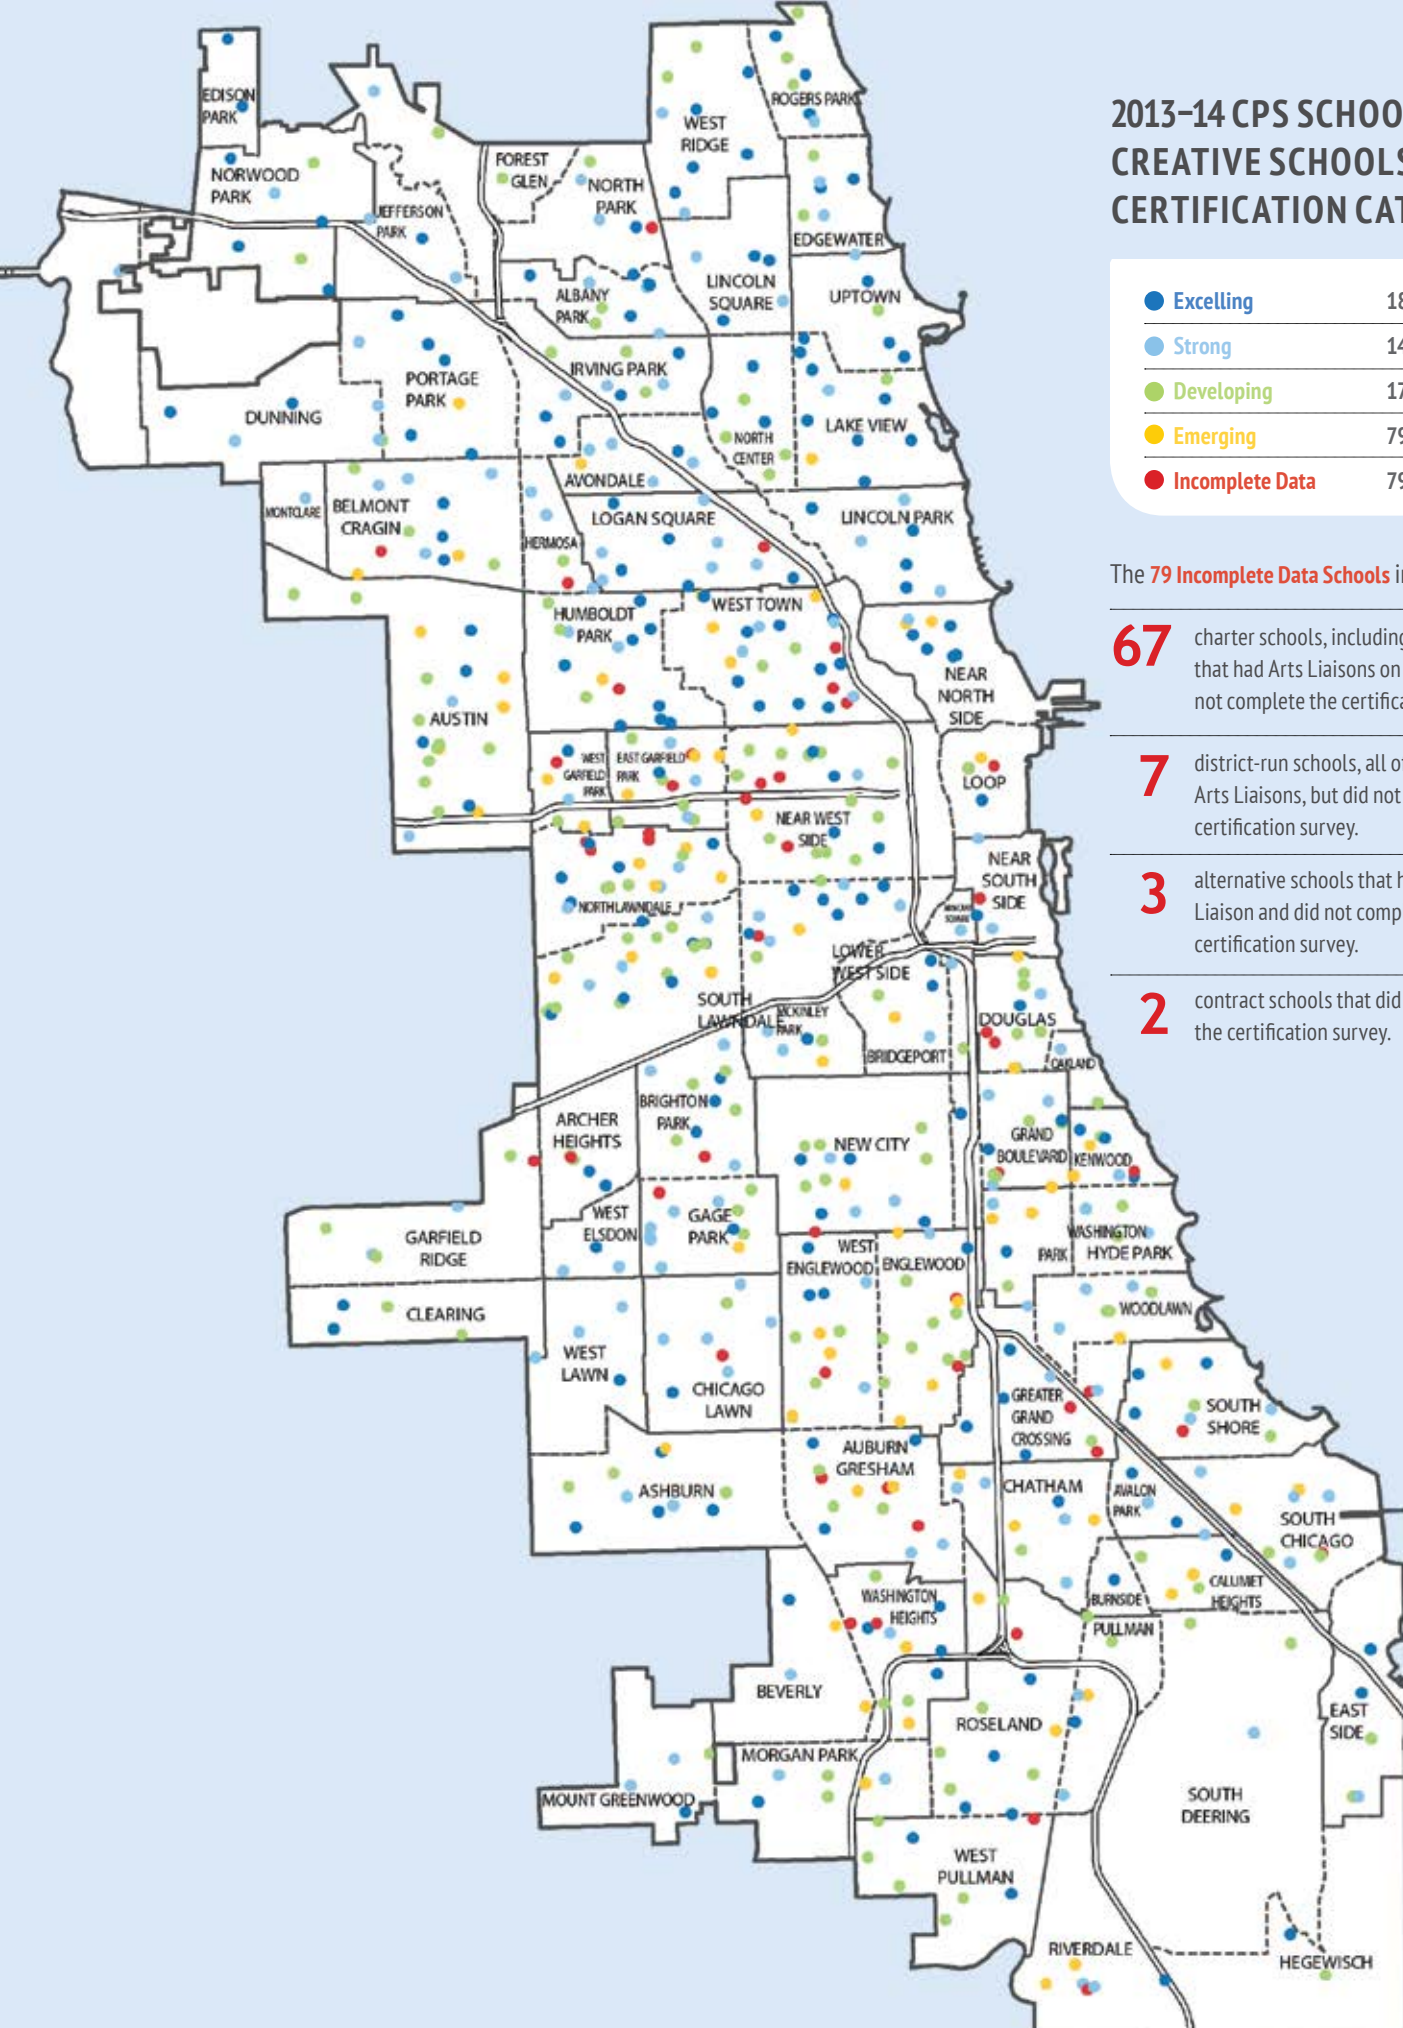 2013–14 CPS SCHOO
CREATIVE SCHOOLS
CERTIFICATION CAT
Excelling 18
Strong 14
Developing 17
Emerging 79
Incomplete Data 79
The 79 Incomplete Data Schools i
67 charter schools, including
that had Arts Liaisons on
not complete the certifica
7 district-run schools, all o
Arts Liaisons, but did not
certification survey.
3 alternative schools that h
Liaison and did not comp
certification survey.
2 contract schools that did
the certification survey.
EDISON
PARK
NORWOOD
PARK
JEFFERSON
PARK
FOREST
GLEN
NORTH
PARK
WEST
RIDGE
ROGERS PARK
EDGEWATER
LINCOLN
SQUARE
UPTOWN
ALBANY
PARK
IRVING PARK
PORTAGE
PARK
DUNNING
NORTH
CENTER
LAKE VIEW
AVONDALE
MONTCLARE
BELMONT
CRAGIN
HERMOSA
LOGAN SQUARE
LINCOLN PARK
HUMBOLDT
PARK
WEST TOWN
NEAR
NORTH
SIDE
AUSTIN
WEST
GARFIELD
PARK
EAST GARFIELD
PARK
LOOP
NEAR WEST
SIDE
NEAR
SOUTH
SIDE
NORTH LAWNDALE
LOWER
WEST SIDE
SOUTH
LAWNDALE
MCKINLEY
PARK
BRIDGEPORT
DOUGLAS
OAKLAND
ARCHER
HEIGHTS
BRIGHTON
PARK
NEW CITY
GRAND
BOULEVARD
KENWOOD
GARFIELD
RIDGE
WEST
ELSDON
GAGE
PARK
WEST
ENGLEWOOD
ENGLEWOOD
WASHINGTON
PARK
HYDE PARK
CLEARING
WEST
LAWN
CHICAGO
LAWN
WOODLAWN
GREATER
GRAND
CROSSING
SOUTH
SHORE
ASHBURN
AUBURN
GRESHAM
CHATHAM
AVALON
PARK
SOUTH
CHICAGO
WASHINGTON
HEIGHTS
BURNSIDE
CALUMET
HEIGHTS
PULLMAN
BEVERLY
ROSELAND
EAST
SIDE
MORGAN PARK
MOUNT GREENWOOD
SOUTH
DEERING
WEST
PULLMAN
RIVERDALE
HEGEWISCH